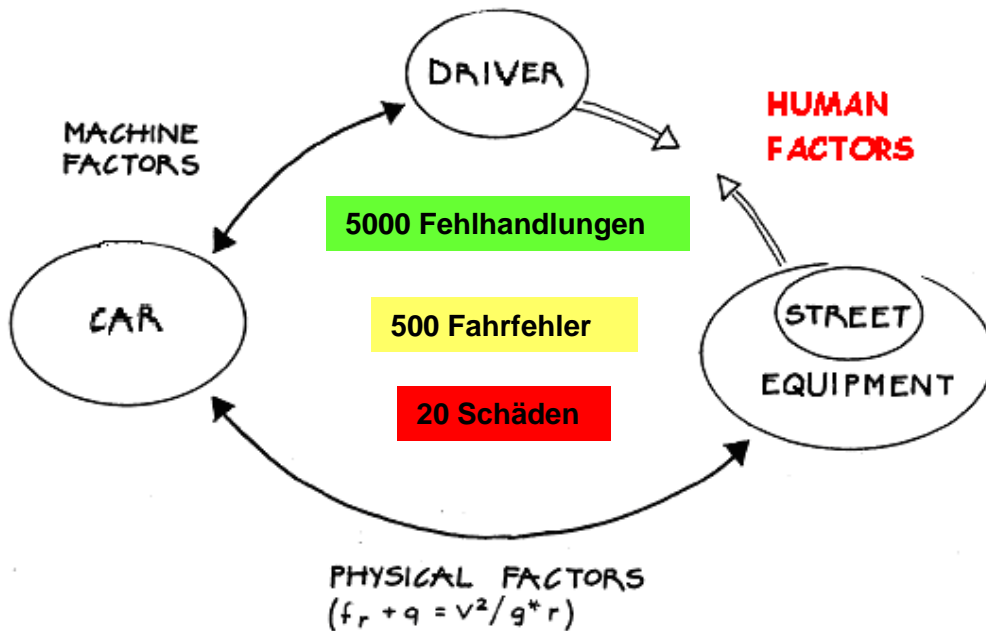 DRIVER
HUMAN
FACTORS
MACHINE
FACTORS
5000 Fehlhandlungen
CAR
500 Fahrfehler
STREET
EQUIPMENT
20 Schäden
PHYSICAL FACTORS
(fr + q = v²/g* r)